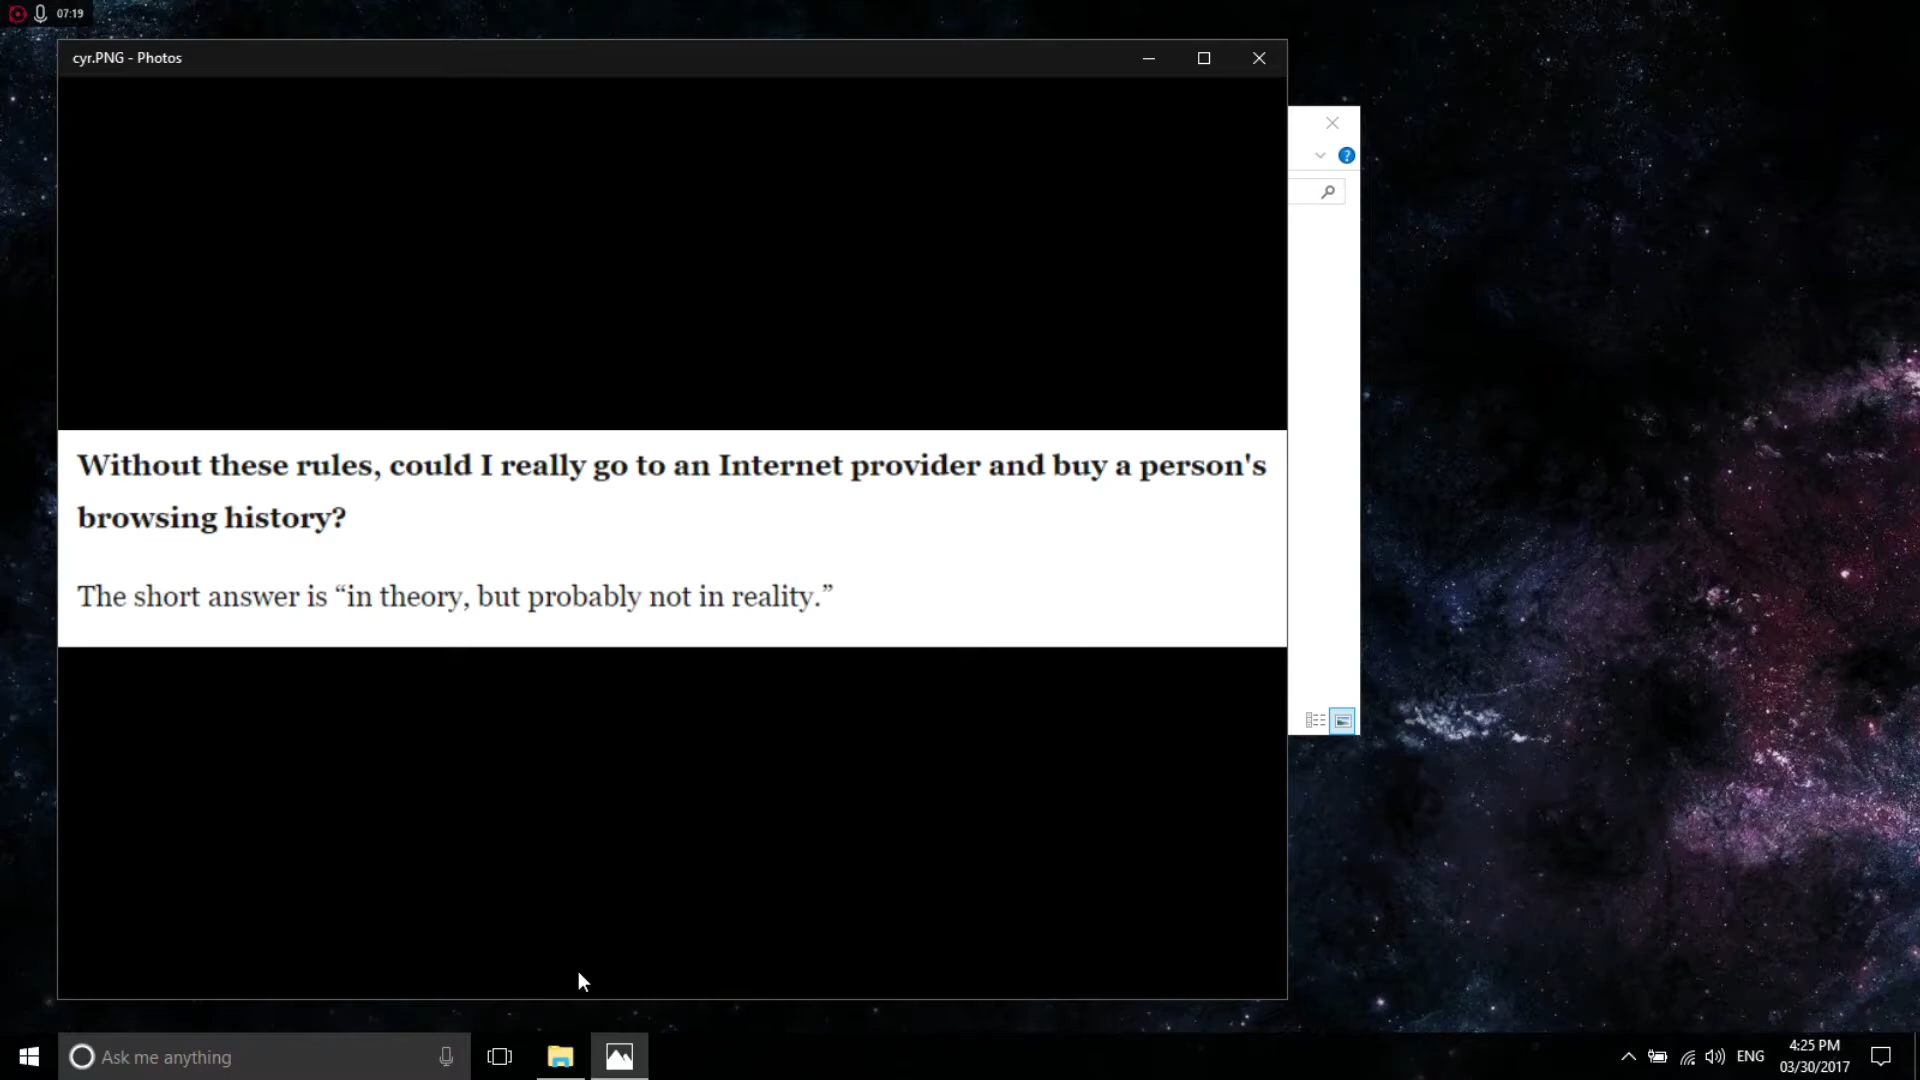 07:19
cyr.PNG - Photos
?
Without these rules, could I really go to an Internet provider and buy a person's
browsing history?
The short answer is “in theory, but probably not in reality.”
Ask me anything
ENG
4:25 PM
03/30/2017